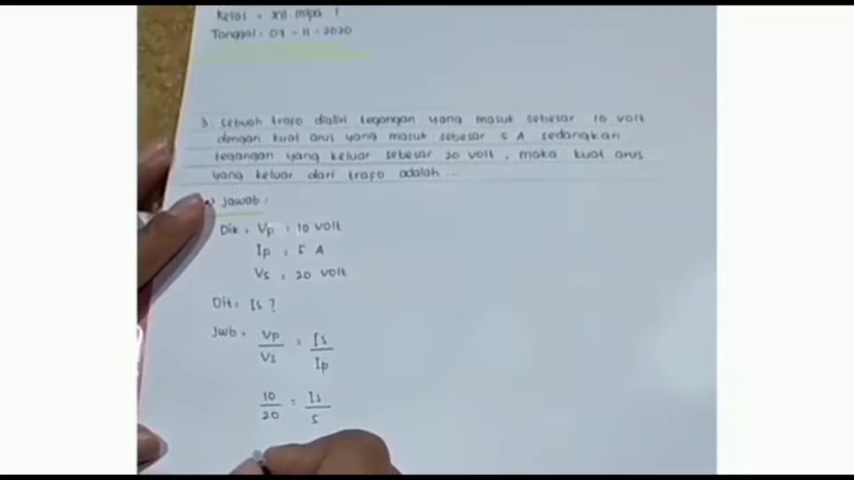 Kelas = XII mipa 1
Tanggal = 09 - 11 - 2020
3. Sebuah trafo dialiri tegangan yang masuk sebesar 10 volt
dengan kuat arus yang masuk sebesar 5 A sedangkan
tegangan yang keluar sebesar 20 volt, maka kuat arus
yang keluar dari trafo adalah ...
Jawab :
Dik : Vp : 10 volt
Ip : 5 A
Vs : 20 volt
Dit : Is ?
Jwb : Vp/Vs = Is/Ip
10/20 = Is/5